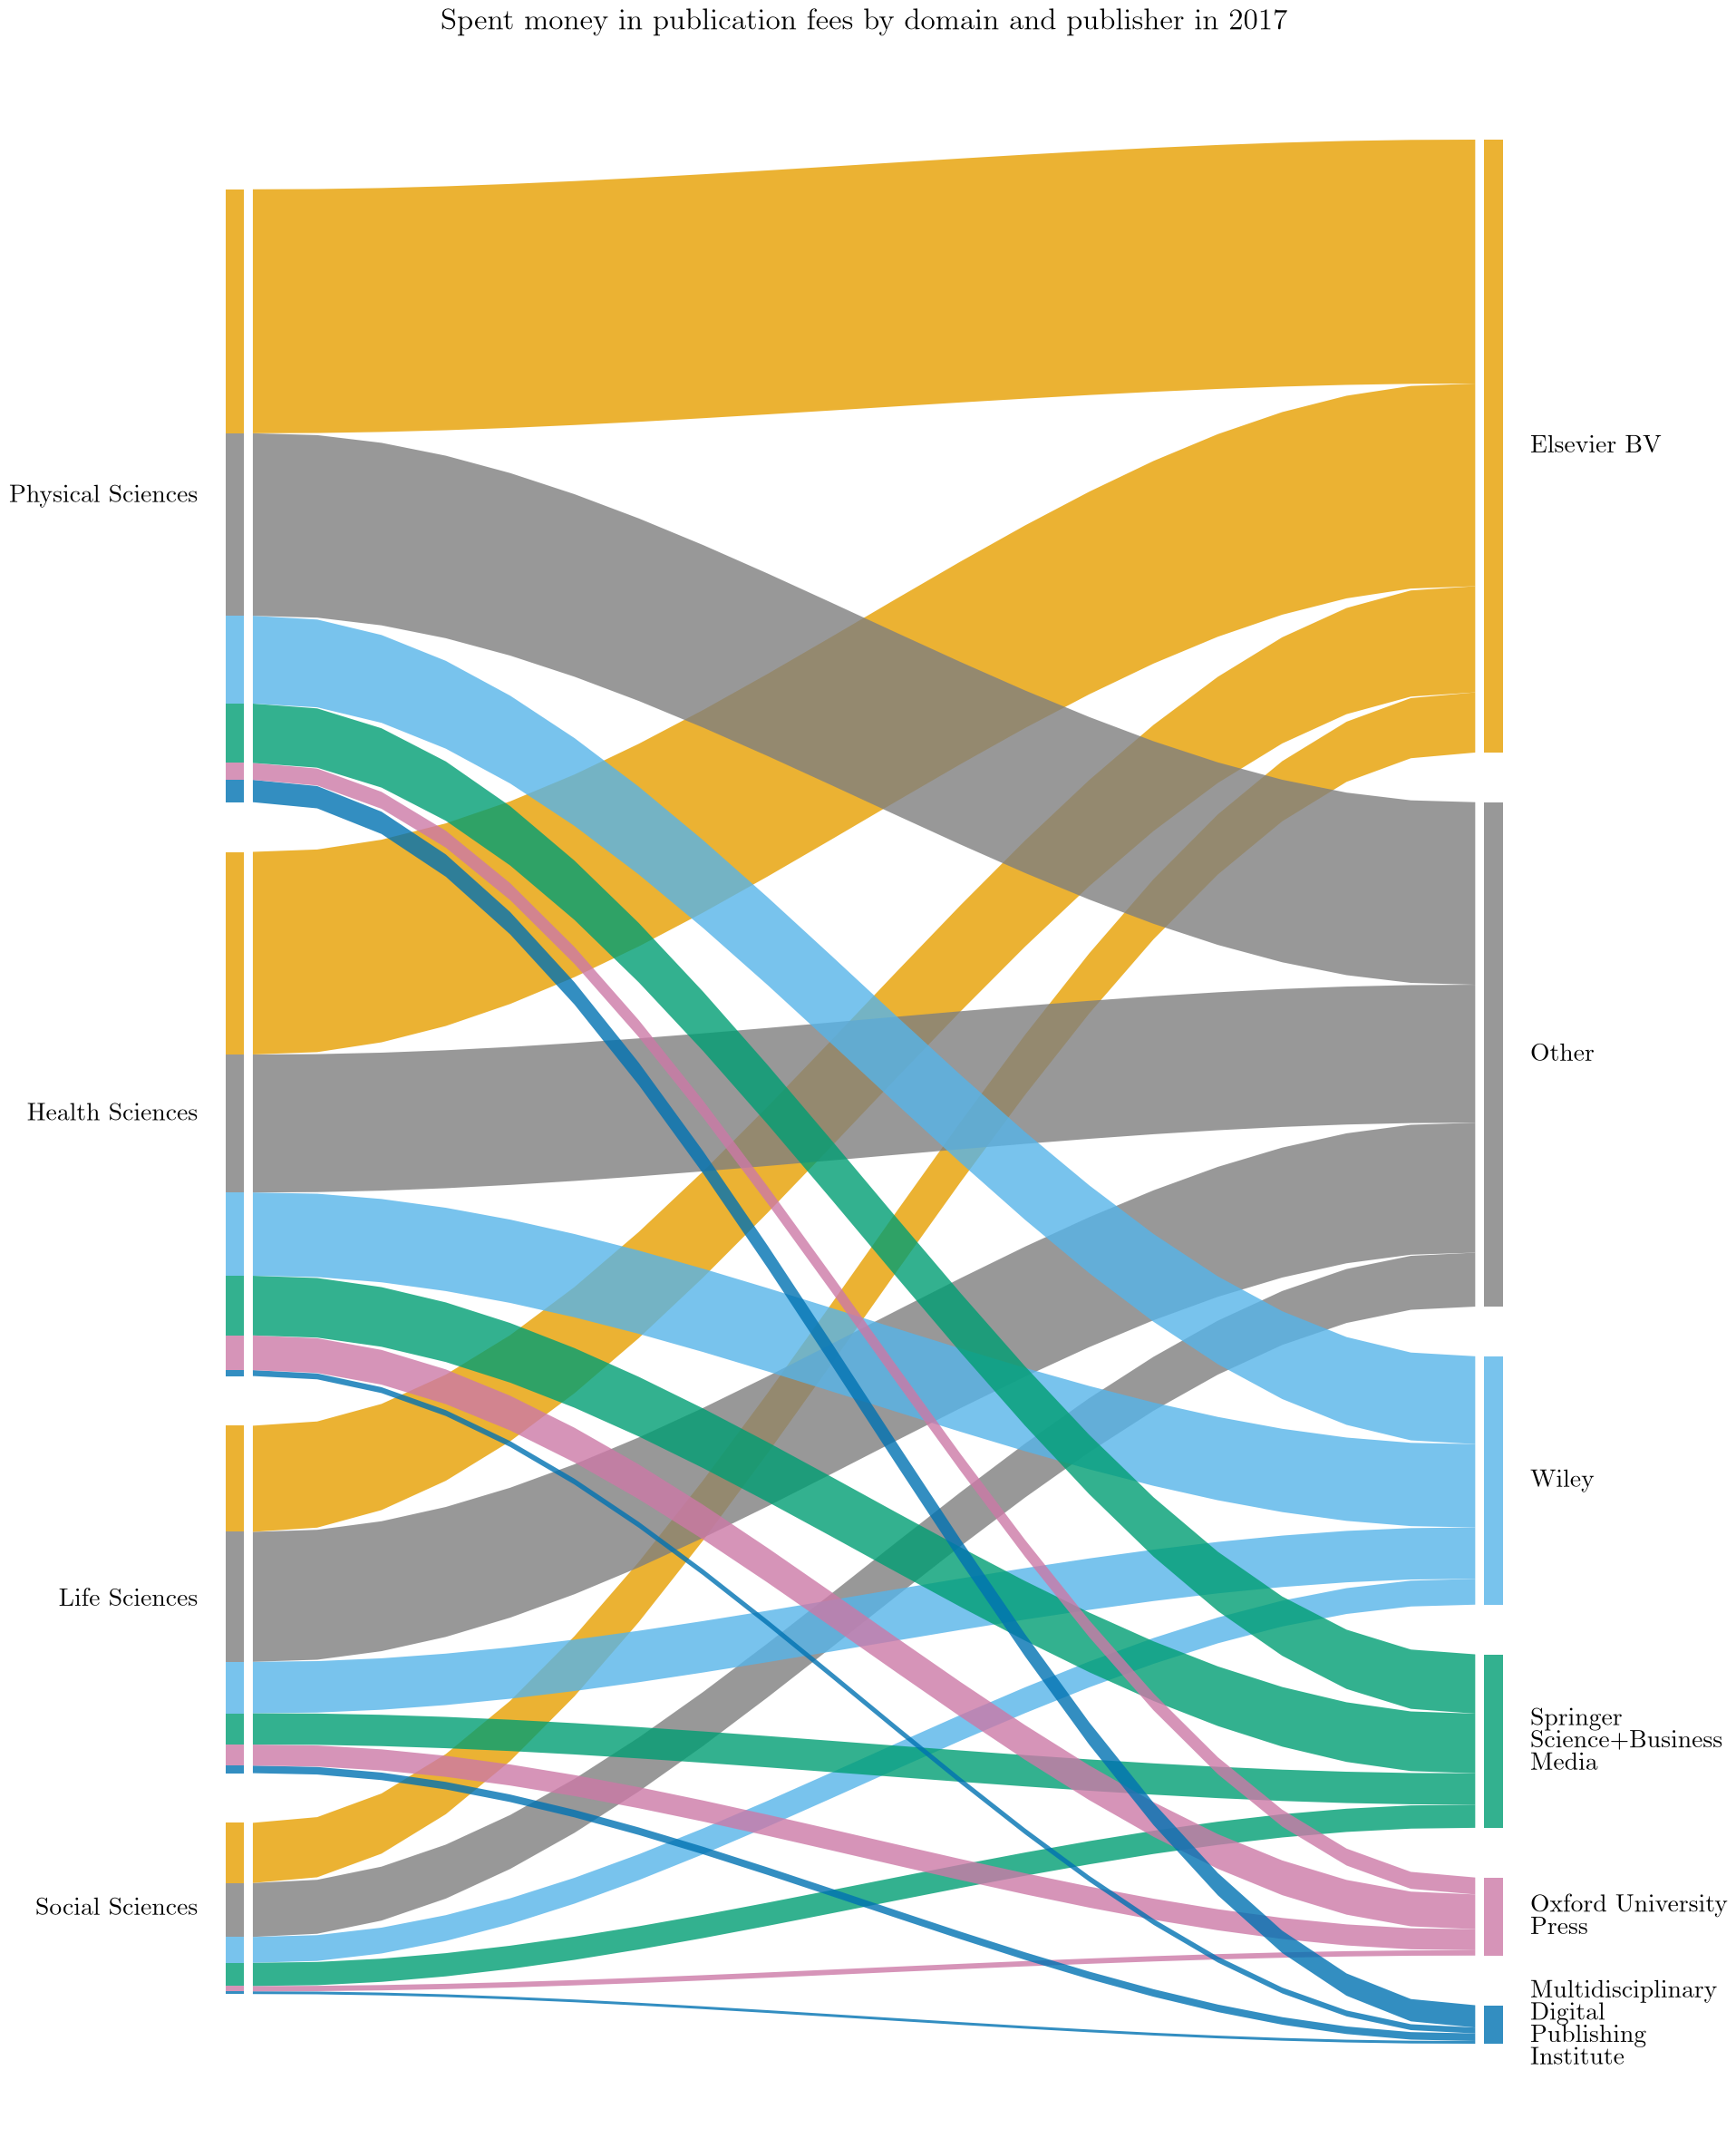 Spent money in publication fees by domain and publisher in 2017
Physical Sciences
Health Sciences
Life Sciences
Social Sciences
Elsevier BV
Other
Wiley
Springer
Science+Business
Media
Oxford University
Press
Multidisciplinary
Digital
Publishing
Institute